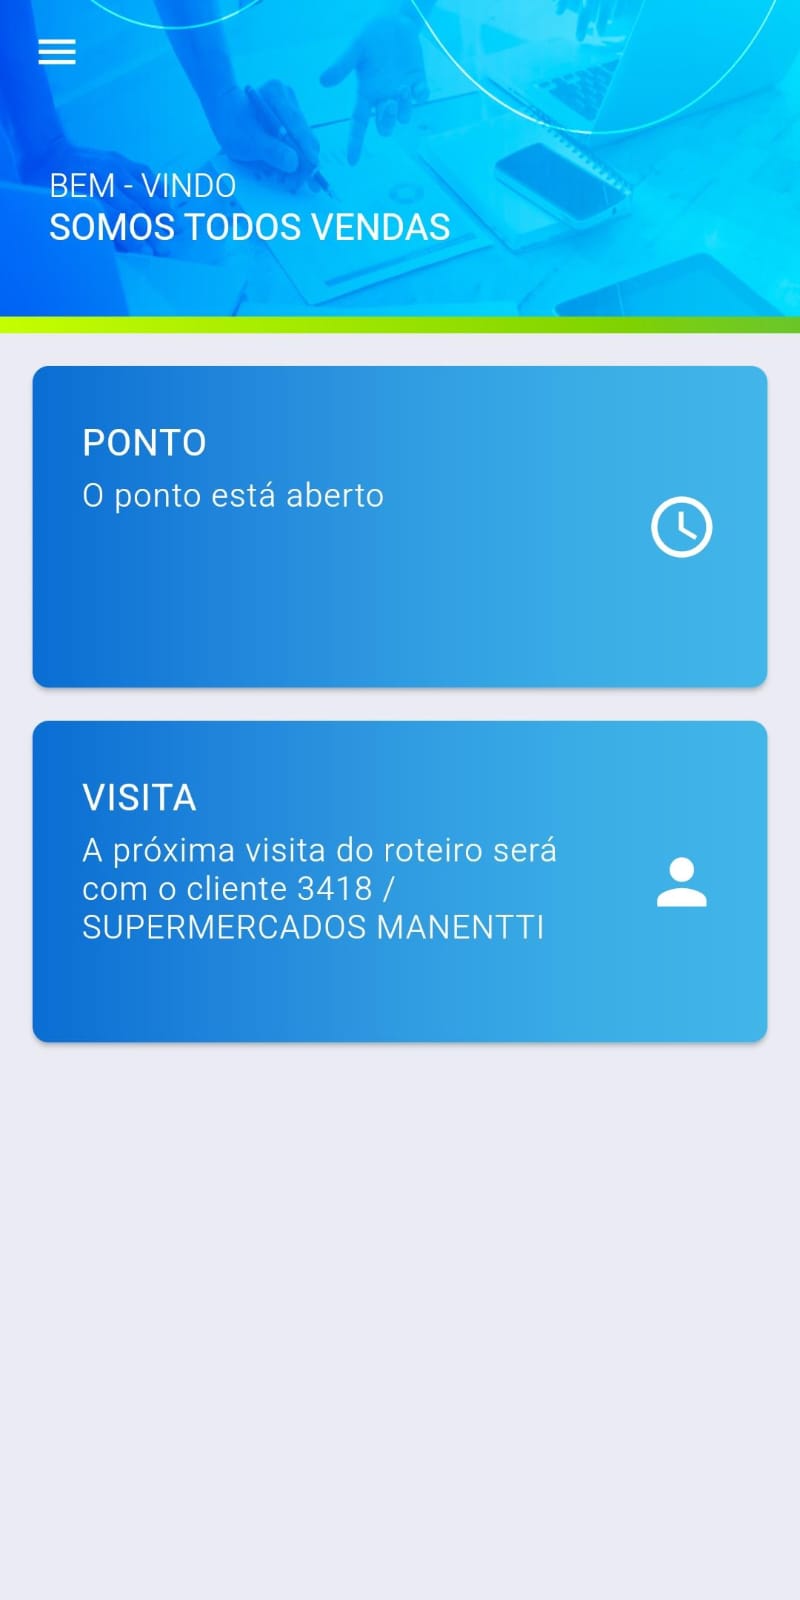 BEM - VINDO
SOMOS TODOS VENDAS
PONTO
O ponto está aberto
VISITA
A próxima visita do roteiro será
com o cliente 3418 /
SUPERMERCADOS MANENTTI